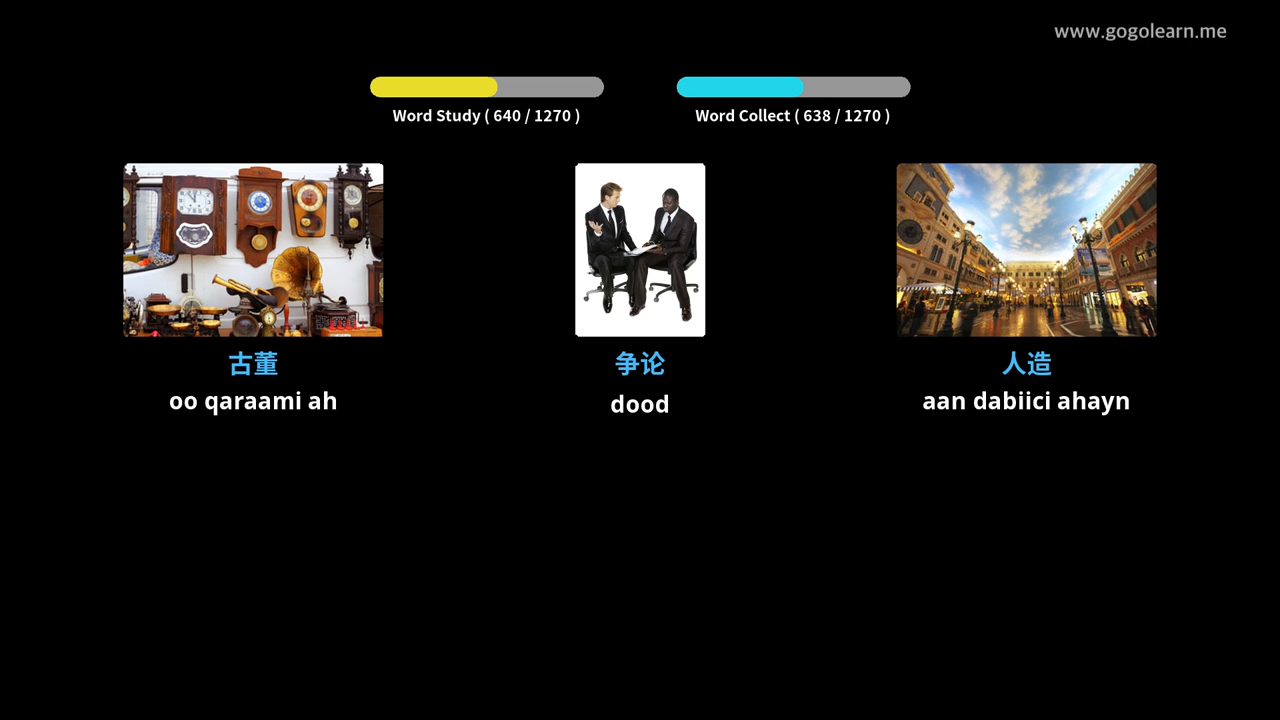 www.gogolearn.me
Word Study ( 640 / 1270 )
Word Collect ( 638 / 1270 )
古董
争论
人造
oo qaraami ah
dood
aan dabiici ahayn